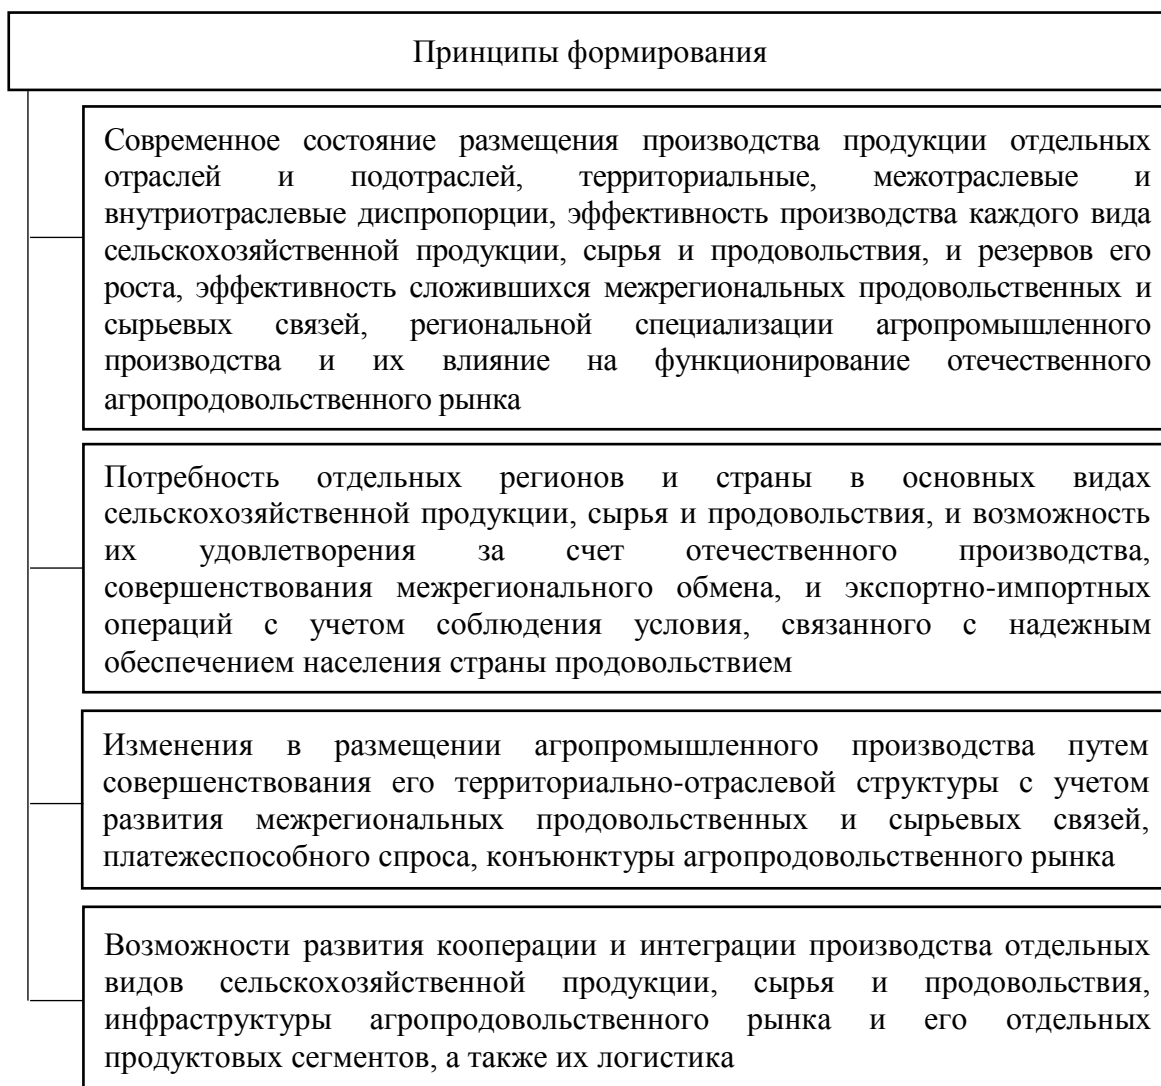 Принципы формирования
Современное состояние размещения производства продукции отдельных
отраслей и подотраслей, территориальные, межотраслевые и
внутриотраслевые диспропорции, эффективность производства каждого вида
сельскохозяйственной продукции, сырья и продовольствия, и резервов его
роста, эффективность сложившихся межрегиональных продовольственных и
сырьевых связей, региональной специализации агропромышленного
производства и их влияние на функционирование отечественного
агропродовольственного рынка
Потребность отдельных регионов и страны в основных видах
сельскохозяйственной продукции, сырья и продовольствия, и возможность
их удовлетворения за счет отечественного производства,
совершенствования межрегионального обмена, и экспортно-импортных
операций с учетом соблюдения условия, связанного с надежным
обеспечением населения страны продовольствием
Изменения в размещении агропромышленного производства путем
совершенствования его территориально-отраслевой структуры с учетом
развития межрегиональных продовольственных и сырьевых связей,
платежеспособного спроса, конъюнктуры агропродовольственного рынка
Возможности развития кооперации и интеграции производства отдельных
видов сельскохозяйственной продукции, сырья и продовольствия,
инфраструктуры агропродовольственного рынка и его отдельных
продуктовых сегментов, а также их логистика